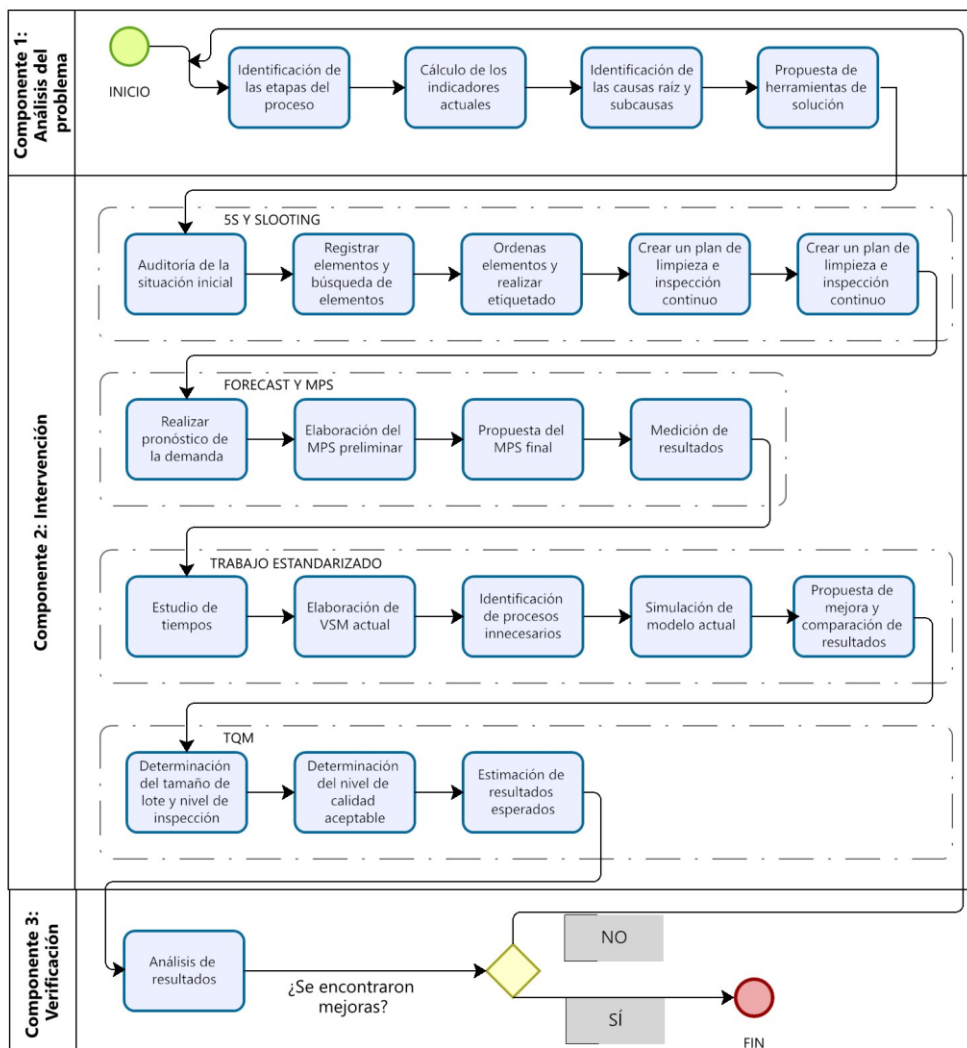 Componente 1:
Análisis del
problema
INICIO
Identificación de
las etapas del
proceso
Cálculo de los
indicadores
actuales
Identificación de
las causas raíz y
subcausas
Propuesta de
herramientas de
solución
Componente 2: Intervención
5S Y SLOOTING
Auditoría de la
situación inicial
Registrar
elementos y
búsqueda de
elementos
Ordenas
elementos y
realizar
etiquetado
Crear un plan de
limpieza e
inspección
continuo
Crear un plan de
limpieza e
inspección
continuo
FORECAST Y MPS
Realizar
pronóstico de
la demanda
Elaboración del
MPS preliminar
Propuesta del
MPS final
Medición de
resultados
TRABAJO ESTANDARIZADO
Estudio de
tiempos
Elaboración de
VSM actual
Identificación
de procesos
innecesarios
Simulación de
modelo actual
Propuesta de
mejora y
comparación de
resultados
TQM
Determinación
del tamaño de
lote y nivel de
inspección
Determinación
del nivel de
calidad
aceptable
Estimación de
resultados
esperados
Componente 3:
Verificación
Análisis de
resultados
¿Se encontraron
mejoras?
NO
SÍ
FIN